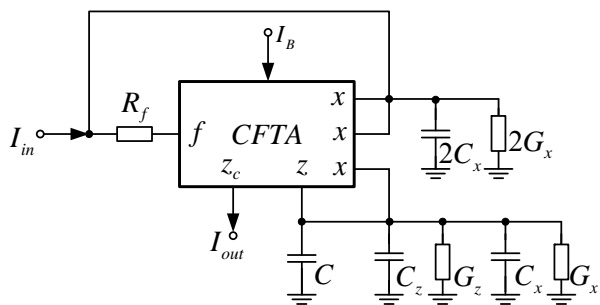 I_B
R_f
x
I_in
f
CFTA
x
2C_x
2G_x
z_c
z
x
I_out
C
C_z
G_z
C_x
G_x